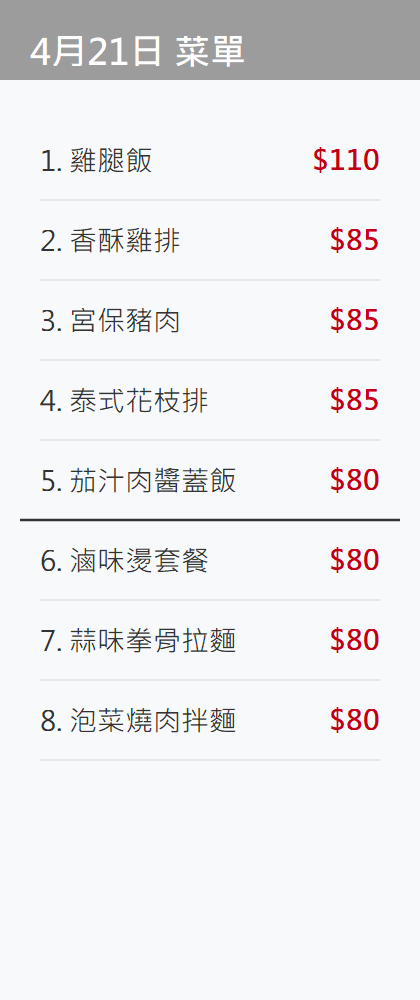 4月21日 菜單
1. 雞腿飯 $110
2. 香酥雞排 $85
3. 宮保豬肉 $85
4. 泰式花枝排 $85
5. 茄汁肉醬蓋飯 $80
6. 滷味燙套餐 $80
7. 蒜味拳骨拉麵 $80
8. 泡菜燒肉拌麵 $80